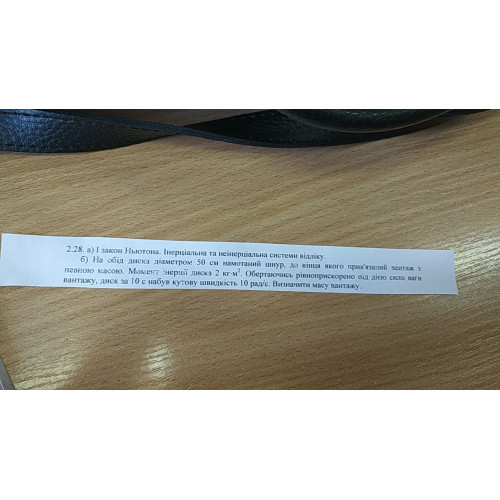 2.28. а) І закон Ньютона. Інерціальна та неінерціальна системи відліку.
б) На обід диска діаметром 50 см намотаний шнур, до кінця якого прив'язаний вантаж з
певною масою. Момент інерції диска 2 кг·м². Обертаючись рівноприскорено під дією сили ваги
вантажу, диск за 10 с набув кутову швидкість 10 рад/с. Визначити масу вантажу.